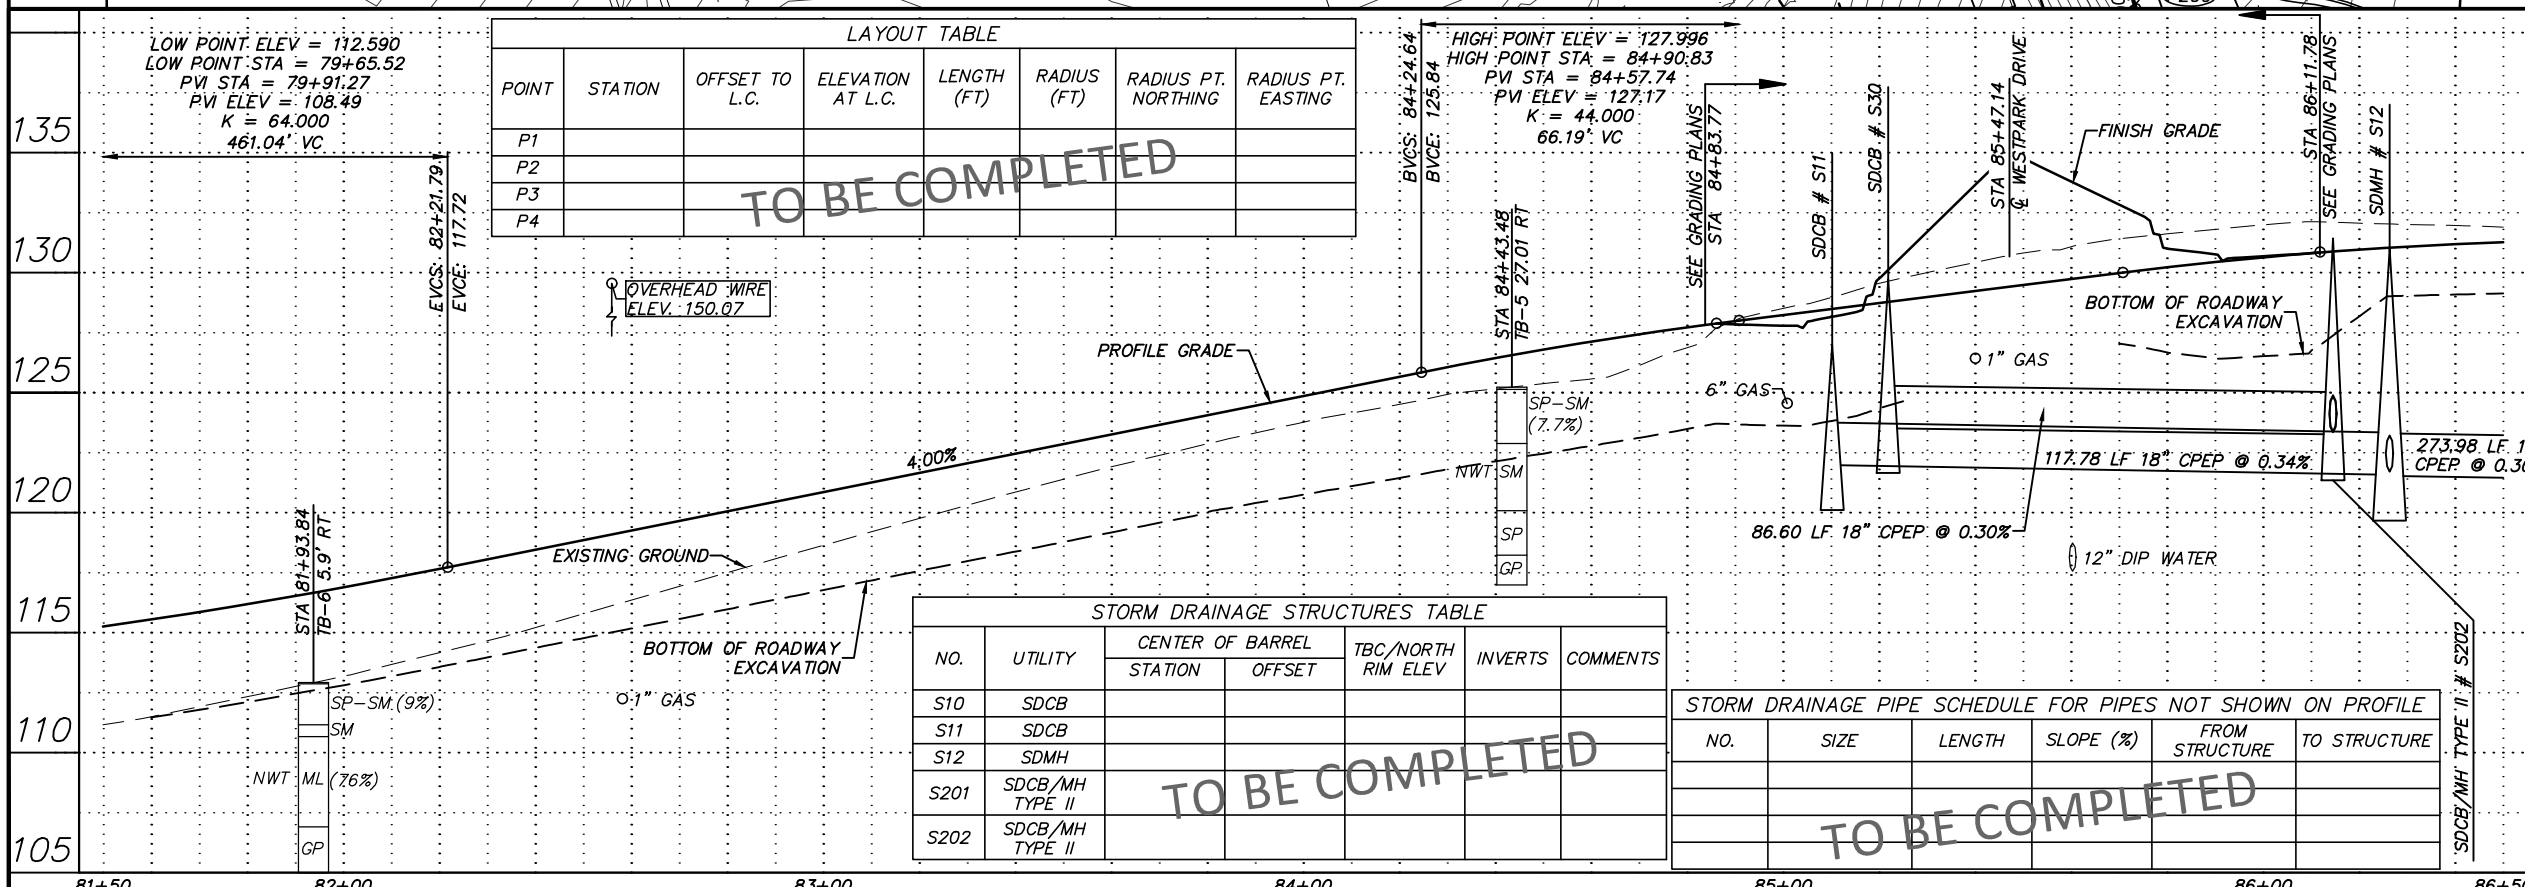 LOW POINT ELEV = 112.590
LOW POINT STA = 79+65.52
PVI STA = 79+91.27
PVI ELEV = 108.49
K = 64.000
461.04' VC
EVCS: 82+21.79
EVCE: 117.72
LAYOUT TABLE
POINT
STATION
OFFSET TO
L.C.
ELEVATION
AT L.C.
LENGTH
(FT)
RADIUS
(FT)
RADIUS PT.
NORTHING
RADIUS PT.
EASTING
P1
P2
P3
P4
TO BE COMPLETED
BVCS: 84+24.64
BVCE: 125.84
HIGH POINT ELEV = 127.996
HIGH POINT STA = 84+90.83
PVI STA = 84+57.74
PVI ELEV = 127.17
K = 44.000
66.19' VC
SEE GRADING PLANS
STA 84+83.77
SDCB # S11
SDCB # S30
STA 85+47.14
℄ WESTPARK DRIVE
FINISH GRADE
STA 86+11.78
SEE GRADING PLANS
SDMH # S12
135
130
125
120
115
110
105
OVERHEAD WIRE
ELEV. 150.07
PROFILE GRADE
4.00%
STA 84+43.48
TB-5 27.01 RT
SP-SM
(7.7%)
NWT
SM
SP
GP
6" GAS
1" GAS
BOTTOM OF ROADWAY
EXCAVATION
117.78 LF 18" CPEP @ 0.34%
273.98 LF 1
CPEP @ 0.3
86.60 LF 18" CPEP @ 0.30%
12" DIP WATER
SDCB/MH TYPE II # S202
STA 81+93.84
TB-6 5.9' RT
EXISTING GROUND
BOTTOM OF ROADWAY
EXCAVATION
1" GAS
SP-SM (9%)
SM
NWT
ML (76%)
GP
STORM DRAINAGE STRUCTURES TABLE
NO.
UTILITY
CENTER OF BARREL
STATION
OFFSET
TBC/NORTH
RIM ELEV
INVERTS
COMMENTS
S10 SDCB
S11 SDCB
S12 SDMH
S201 SDCB/MH
TYPE II
S202 SDCB/MH
TYPE II
TO BE COMPLETED
STORM DRAINAGE PIPE SCHEDULE FOR PIPES NOT SHOWN ON PROFILE
NO.
SIZE
LENGTH
SLOPE (%)
FROM
STRUCTURE
TO STRUCTURE
TO BE COMPLETED
81+50
82+00
83+00
84+00
85+00
86+00
86+50